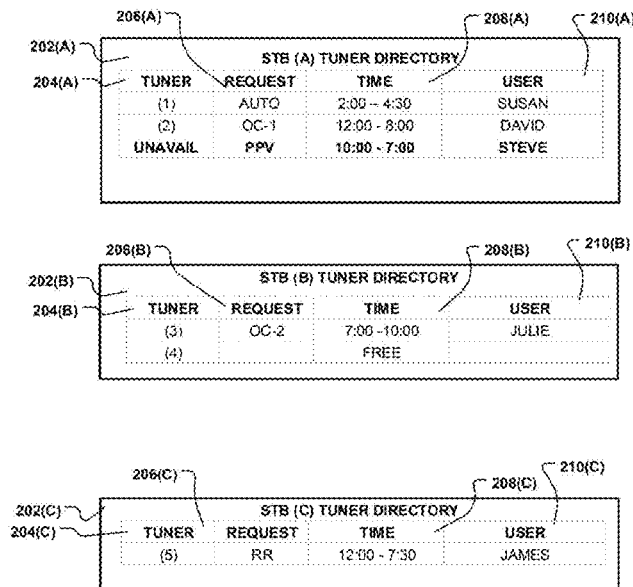 206(A) 208(A) 210(A)
202(A) STB (A) TUNER DIRECTORY
204(A) TUNER REQUEST TIME USER
(1) AUTO 2:00 – 4:30 SUSAN
(2) OC-1 12:00 - 8:00 DAVID
UNAVAIL PPV 10:00 - 7:00 STEVE
206(B) 208(B) 210(B)
202(B) STB (B) TUNER DIRECTORY
204(B) TUNER REQUEST TIME USER
(3) OC-2 7:00 -10:00 JULIE
(4) FREE
206(C) 208(C) 210(C)
202(C) STB (C) TUNER DIRECTORY
204(C) TUNER REQUEST TIME USER
(5) RR 12:00 - 7:30 JAMES